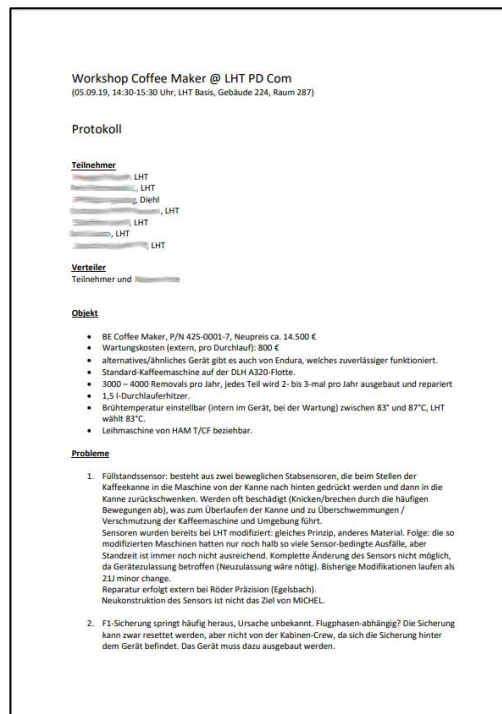 Workshop Coffee Maker @ LHT PD Com
(05.09.19, 14:30-15:30 Uhr, LHT Basis, Gebäude 224, Raum 287)
Protokoll
Teilnehmer
, LHT
, LHT
, Diehl
, LHT
, LHT
, LHT
, LHT
Verteiler
Teilnehmer und
Objekt
• BE Coffee Maker, P/N 425-0001-7, Neupreis ca. 14.500 €
• Wartungskosten (extern, pro Durchlauf): 800 €
• alternatives/ähnliches Gerät gibt es auch von Endura, welches zuverlässiger funktioniert.
• Standard-Kaffeemaschine auf der DLH A320-Flotte.
• 3000 – 4000 Removals pro Jahr, jedes Teil wird 2- bis 3-mal pro Jahr ausgebaut und repariert
• 1,5 l-Durchlauferhitzer.
• Brühtemperatur einstellbar (intern im Gerät, bei der Wartung) zwischen 83° und 87°C, LHT
wählt 83°C.
• Leihmaschine von HAM T/CF beziehbar.
Probleme
1. Füllstandssensor: besteht aus zwei beweglichen Stabsensoren, die beim Stellen der
Kaffeekanne in die Maschine von der Kanne nach hinten gedrückt werden und dann in die
Kanne zurückschwenken. Werden oft beschädigt (Knicken/brechen durch die häufigen
Bewegungen ab), was zum Überlaufen der Kanne und zu Überschwemmungen /
Verschmutzung der Kaffeemaschine und Umgebung führt.
Sensoren wurden bereits bei LHT modifiziert: gleiches Prinzip, anderes Material. Folge: die so
modifizierten Maschinen hatten nur noch halb so viele Sensor-bedingte Ausfälle, aber
Standzeit ist immer noch nicht ausreichend. Komplette Änderung des Sensors nicht möglich,
da Gerätezulassung betroffen (Neuzulassung wäre nötig). Bisherige Modifikationen laufen als
21J minor change.
Reparatur erfolgt extern bei Röder Präzision (Egelsbach).
Neukonstruktion des Sensors ist nicht das Ziel von MICHEL.
2. F1-Sicherung springt häufig heraus, Ursache unbekannt. Flugphasen-abhängig? Die Sicherung
kann zwar resettet werden, aber nicht von der Kabinen-Crew, da sich die Sicherung hinter
dem Gerät befindet. Das Gerät muss dazu ausgebaut werden.